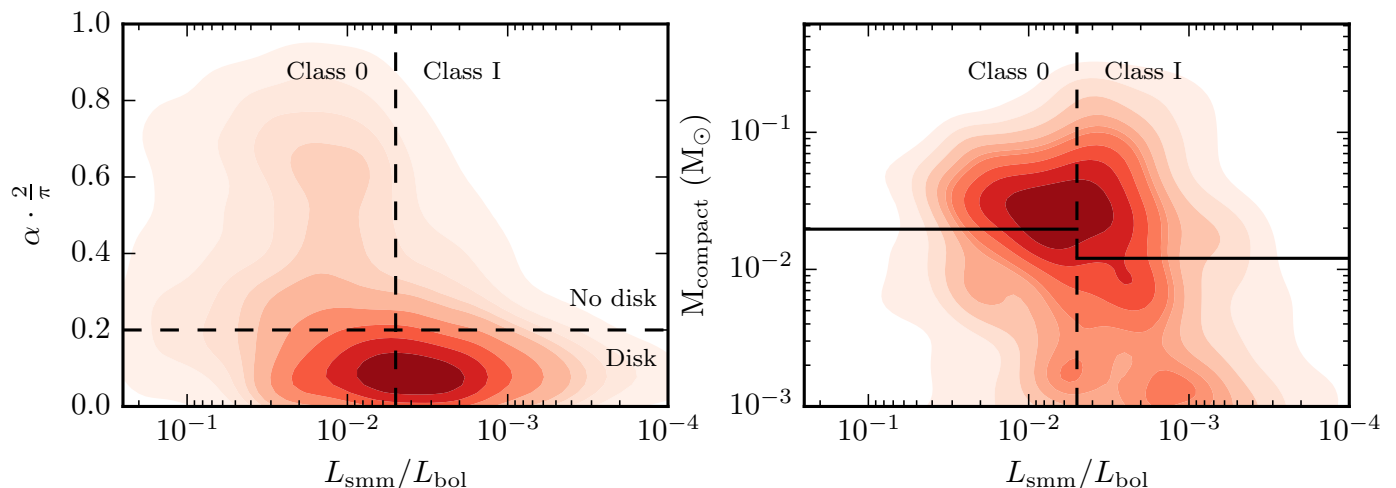 1.0
0.8
0.6
0.4
0.2
0.0
α · 2/π
Class 0
Class I
No disk
Disk
10⁻¹
10⁻²
10⁻³
10⁻⁴
L_smm/L_bol
M_compact (M_⊙)
10⁻¹
10⁻²
10⁻³
Class 0
Class I
10⁻¹
10⁻²
10⁻³
10⁻⁴
L_smm/L_bol